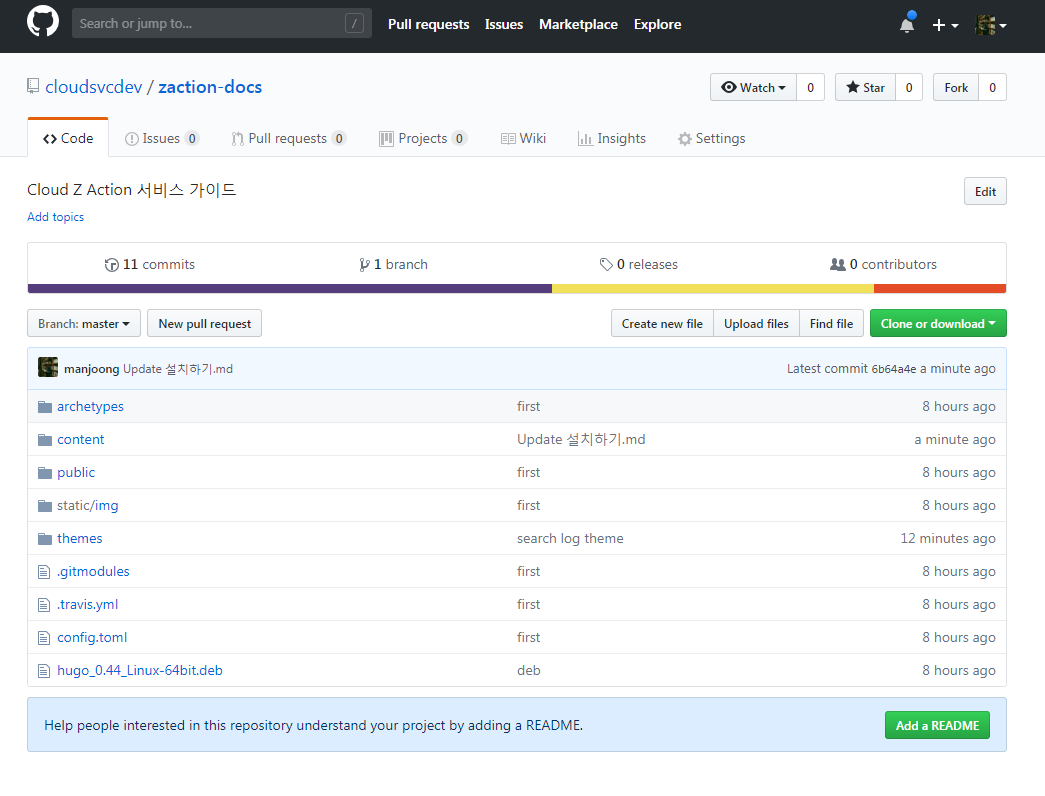 Search or jump to... / Pull requests Issues Marketplace Explore
cloudsvcdev / zaction-docs Watch 0 Star 0 Fork 0
Code Issues 0 Pull requests 0 Projects 0 Wiki Insights Settings
Cloud Z Action 서비스 가이드 Edit
Add topics
11 commits 1 branch 0 releases 0 contributors
Branch: master New pull request Create new file Upload files Find file Clone or download
manjoong Update 설치하기.md Latest commit 6b64a4e a minute ago
archetypes first 8 hours ago
content Update 설치하기.md a minute ago
public first 8 hours ago
static/img first 8 hours ago
themes search log theme 12 minutes ago
.gitmodules first 8 hours ago
.travis.yml first 8 hours ago
config.toml first 8 hours ago
hugo_0.44_Linux-64bit.deb deb 8 hours ago
Help people interested in this repository understand your project by adding a README. Add a README